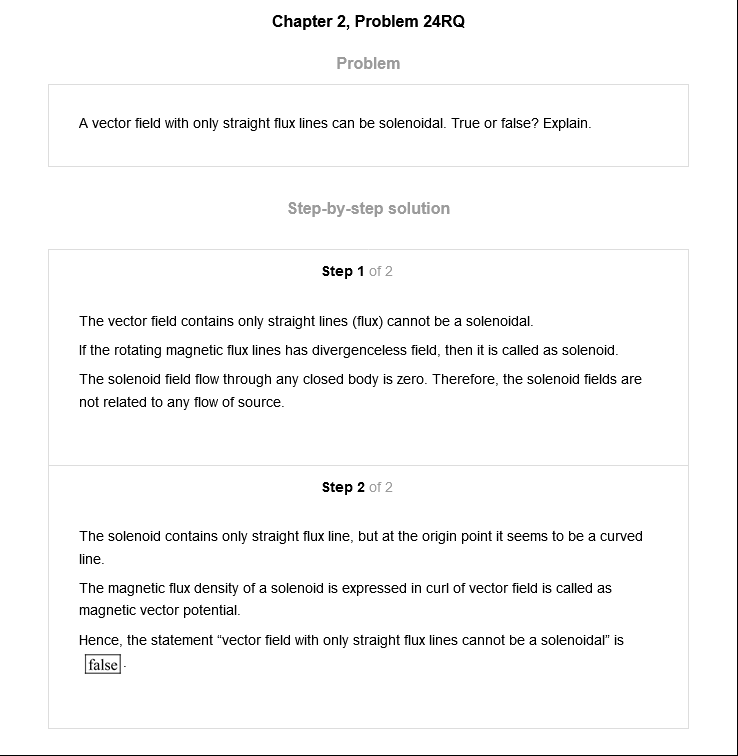 Chapter 2, Problem 24RQ
Problem
A vector field with only straight flux lines can be solenoidal. True or false? Explain.
Step-by-step solution
Step 1 of 2
The vector field contains only straight lines (flux) cannot be a solenoidal.
If the rotating magnetic flux lines has divergenceless field, then it is called as solenoid.
The solenoid field flow through any closed body is zero. Therefore, the solenoid fields are
not related to any flow of source.
Step 2 of 2
The solenoid contains only straight flux line, but at the origin point it seems to be a curved
line.
The magnetic flux density of a solenoid is expressed in curl of vector field is called as
magnetic vector potential.
Hence, the statement “vector field with only straight flux lines cannot be a solenoidal” is
false.